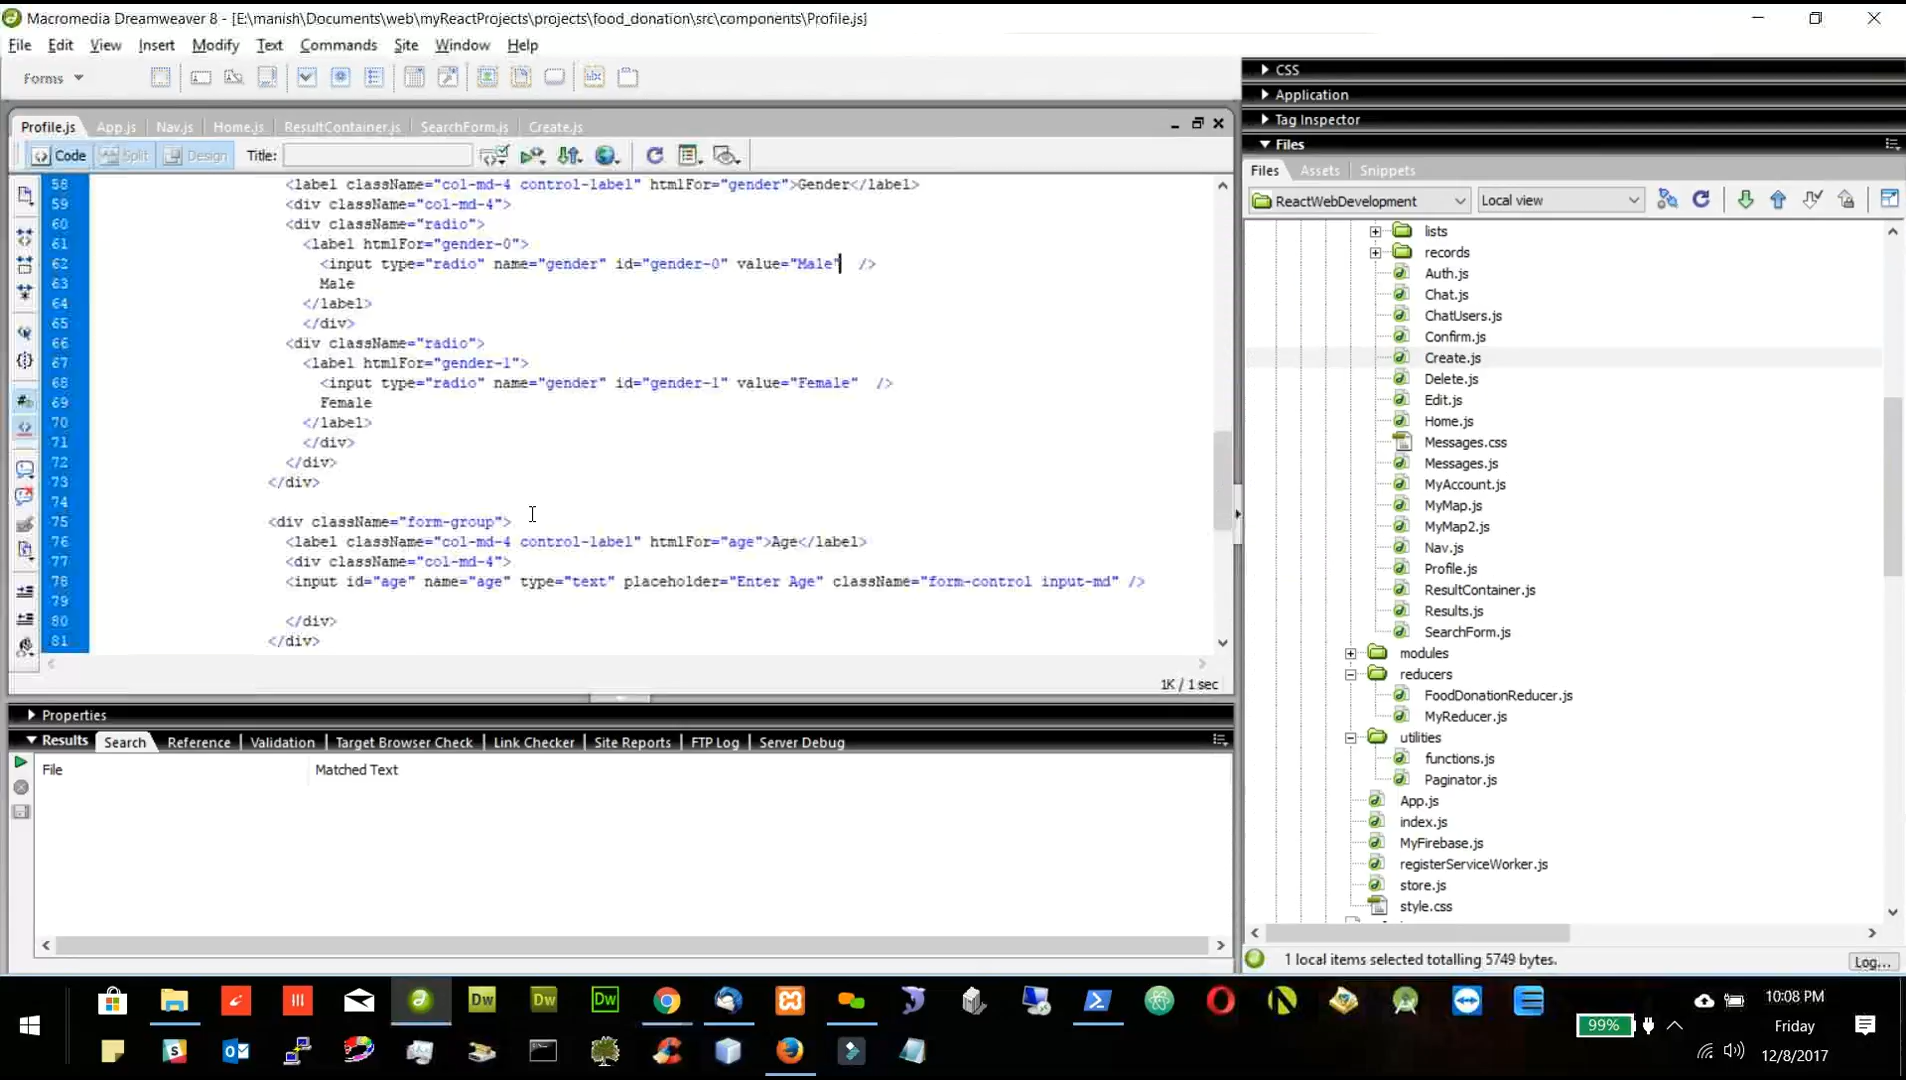 Macromedia Dreamweaver 8 - [E:\manish\Documents\web\myReactProjects\projects\food_donation\src\components\Profile.js]
File Edit View Insert Modify Text Commands Site Window Help
Forms
Profile.js App.js Nav.js Home.js ResultContainer.js SearchForm.js Create.js
Code Split Design Title:
58 <label className="col-md-4 control-label" htmlFor="gender">Gender</label>
59 <div className="col-md-4">
60 <div className="radio">
61 <label htmlFor="gender-0">
62 <input type="radio" name="gender" id="gender-0" value="Male" />
63 Male
64 </label>
65 </div>
66 <div className="radio">
67 <label htmlFor="gender-1">
68 <input type="radio" name="gender" id="gender-1" value="Female" />
69 Female
70 </label>
71 </div>
72 </div>
73 </div>
74
75 <div className="form-group">
76 <label className="col-md-4 control-label" htmlFor="age">Age</label>
77 <div className="col-md-4">
78 <input id="age" name="age" type="text" placeholder="Enter Age" className="form-control input-md" />
79
80 </div>
81 </div>
1K / 1 sec
Properties
Results Search Reference Validation Target Browser Check Link Checker Site Reports FTP Log Server Debug
File Matched Text
CSS
Application
Tag Inspector
Files
Files Assets Snippets
ReactWebDevelopment Local view
lists
records
Auth.js
Chat.js
ChatUsers.js
Confirm.js
Create.js
Delete.js
Edit.js
Home.js
Messages.css
Messages.js
MyAccount.js
MyMap.js
MyMap2.js
Nav.js
Profile.js
ResultContainer.js
Results.js
SearchForm.js
modules
reducers
FoodDonationReducer.js
MyReducer.js
utilities
functions.js
Paginator.js
App.js
index.js
MyFirebase.js
registerServiceWorker.js
store.js
style.css
1 local items selected totalling 5749 bytes.
Log...
Dw Dw Dw
99%
10:08 PM
Friday
12/8/2017